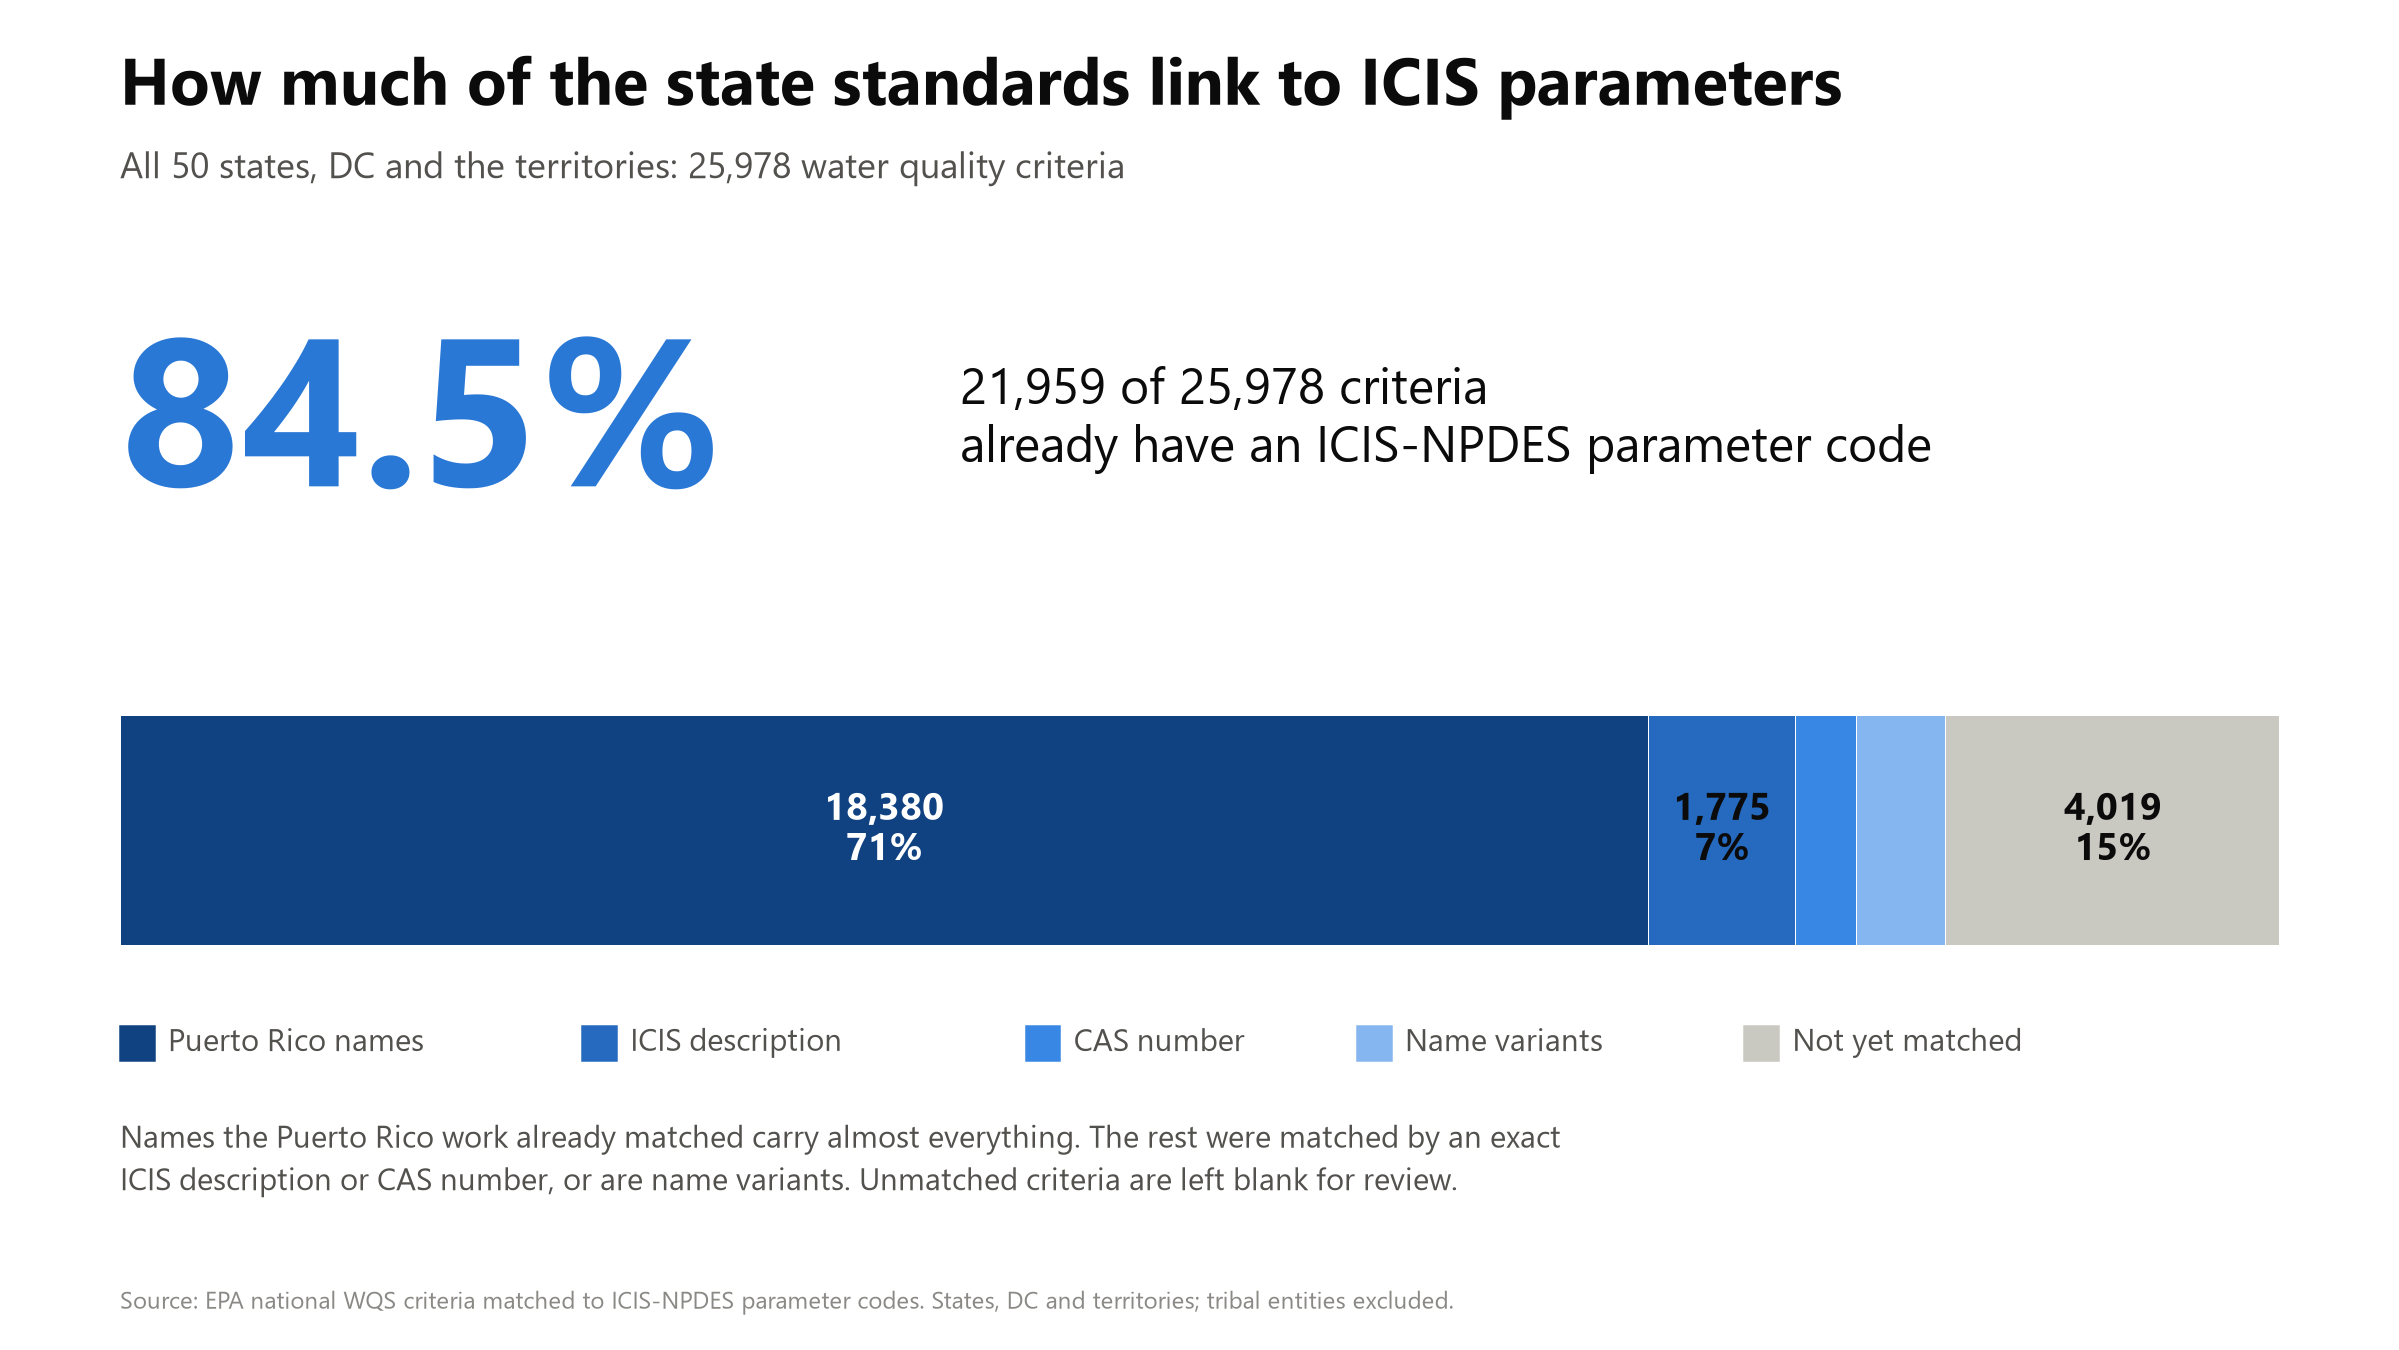 How much of the state standards link to ICIS parameters
All 50 states, DC and the territories: 25,978 water quality criteria
84.5%
21,959 of 25,978 criteria
already have an ICIS-NPDES parameter code
18,380
71%
1,775
7%
4,019
15%
Puerto Rico names
ICIS description
CAS number
Name variants
Not yet matched
Names the Puerto Rico work already matched carry almost everything. The rest were matched by an exact
ICIS description or CAS number, or are name variants. Unmatched criteria are left blank for review.
Source: EPA national WQS criteria matched to ICIS-NPDES parameter codes. States, DC and territories; tribal entities excluded.